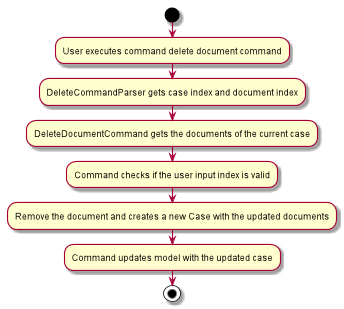 User executes command delete document command
DeleteCommandParser gets case index and document index
DeleteDocumentCommand gets the documents of the current case
Command checks if the user input index is valid
Remove the document and creates a new Case with the updated documents
Command updates model with the updated case